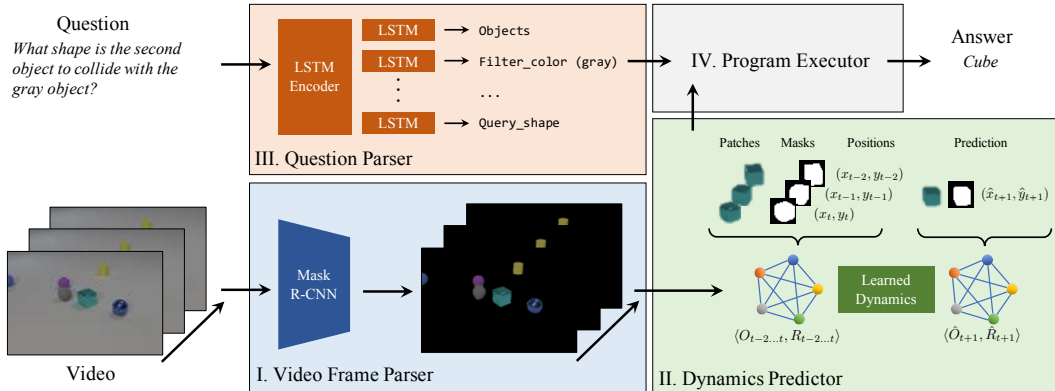 Question
What shape is the second
object to collide with the
gray object?
LSTM
Encoder
LSTM
Objects
LSTM
Filter_color (gray)
...
LSTM
Query_shape
III. Question Parser
IV. Program Executor
Answer
Cube
Video
Mask
R-CNN
I. Video Frame Parser
Patches
Masks
Positions
Prediction
(x_{t−2}, y_{t−2})
(x_{t−1}, y_{t−1})
(x_t, y_t)
(x̂_{t+1}, ŷ_{t+1})
Learned
Dynamics
⟨O_{t−2...t}, R_{t−2...t}⟩
⟨Ô_{t+1}, R̂_{t+1}⟩
II. Dynamics Predictor